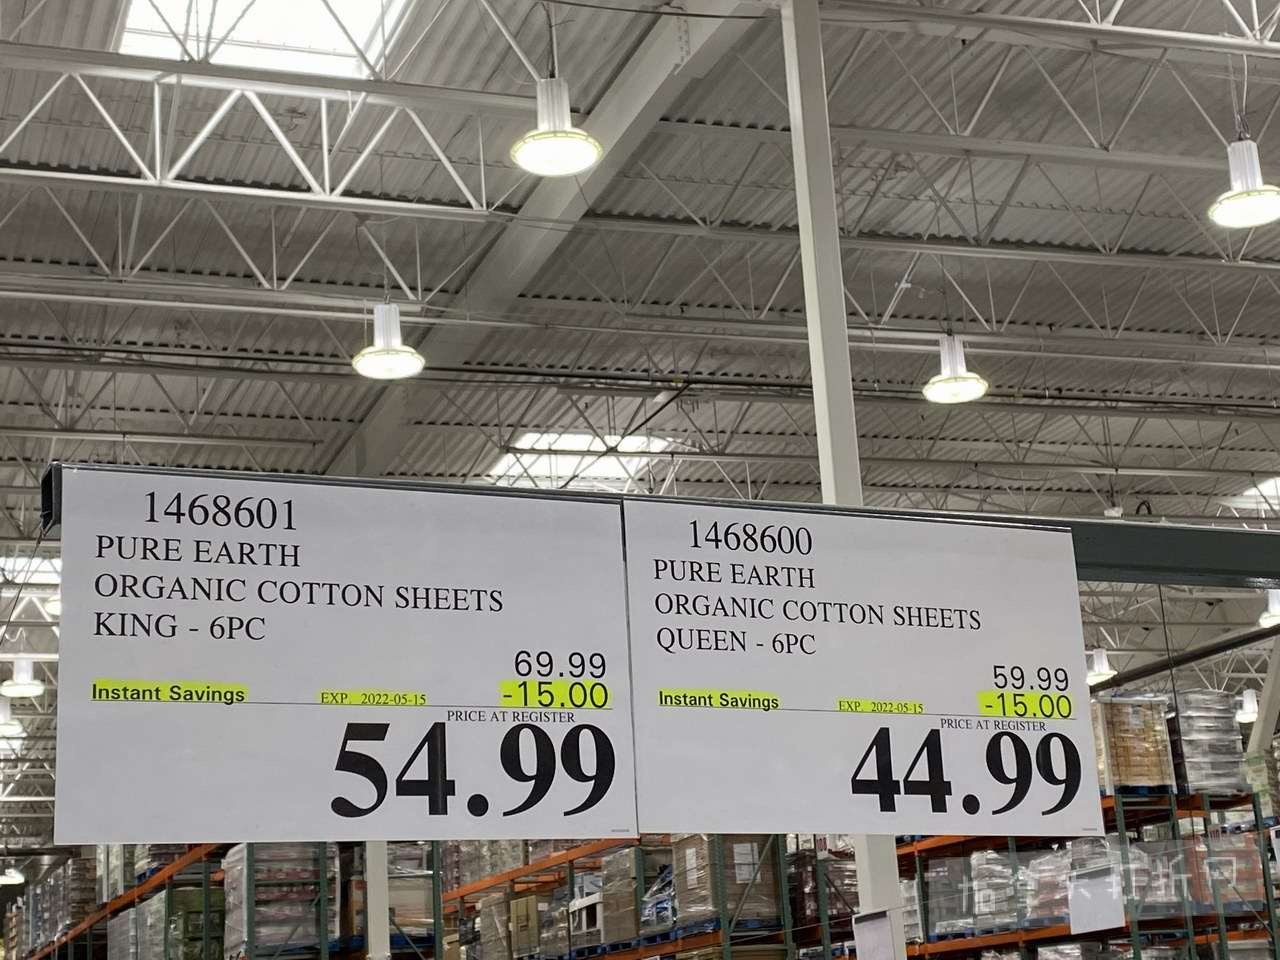 1468601
PURE EARTH
ORGANIC COTTON SHEETS
KING - 6PC
69.99
Instant Savings EXP. 2022-05-15 -15.00
PRICE AT REGISTER
54.99
1468600
PURE EARTH
ORGANIC COTTON SHEETS
QUEEN - 6PC
59.99
Instant Savings EXP. 2022-05-15 -15.00
PRICE AT REGISTER
44.99